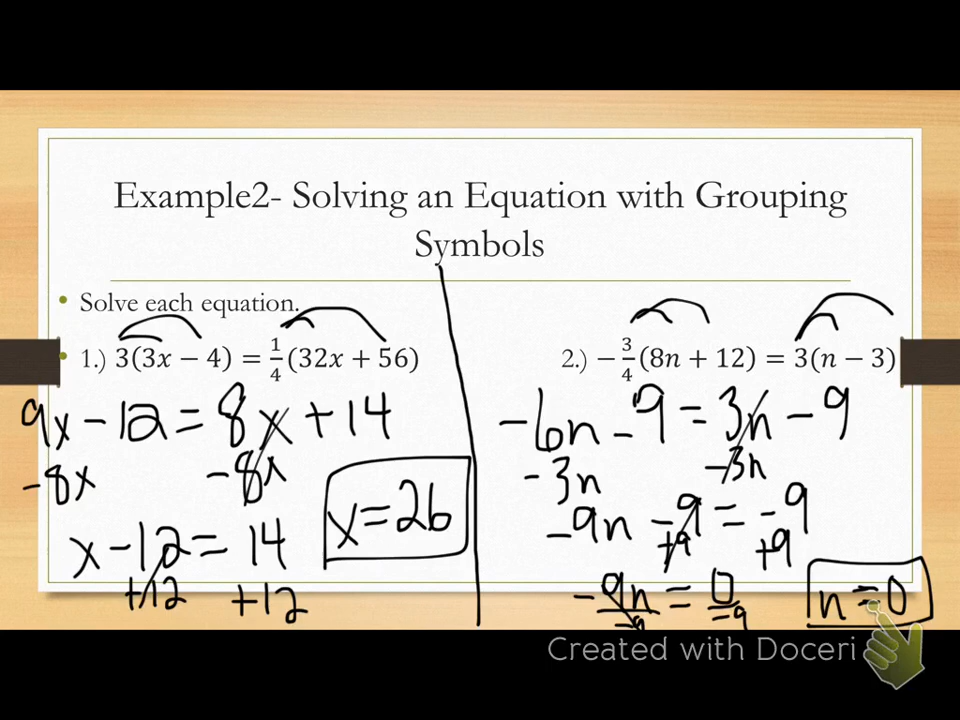 Example2- Solving an Equation with Grouping
Symbols
• Solve each equation.
• 1.) 3(3x − 4) = 1/4 (32x + 56)
9x − 12 = 8x + 14
−8x −8x
x − 12 = 14
+12 +12
x = 26
2.) −3/4 (8n + 12) = 3(n − 3)
−6n − 9 = 3n − 9
−3n −3n
−9n − 9 = −9
+9 +9
−9n/−9 = 0/−9
n = 0
Created with Doceri